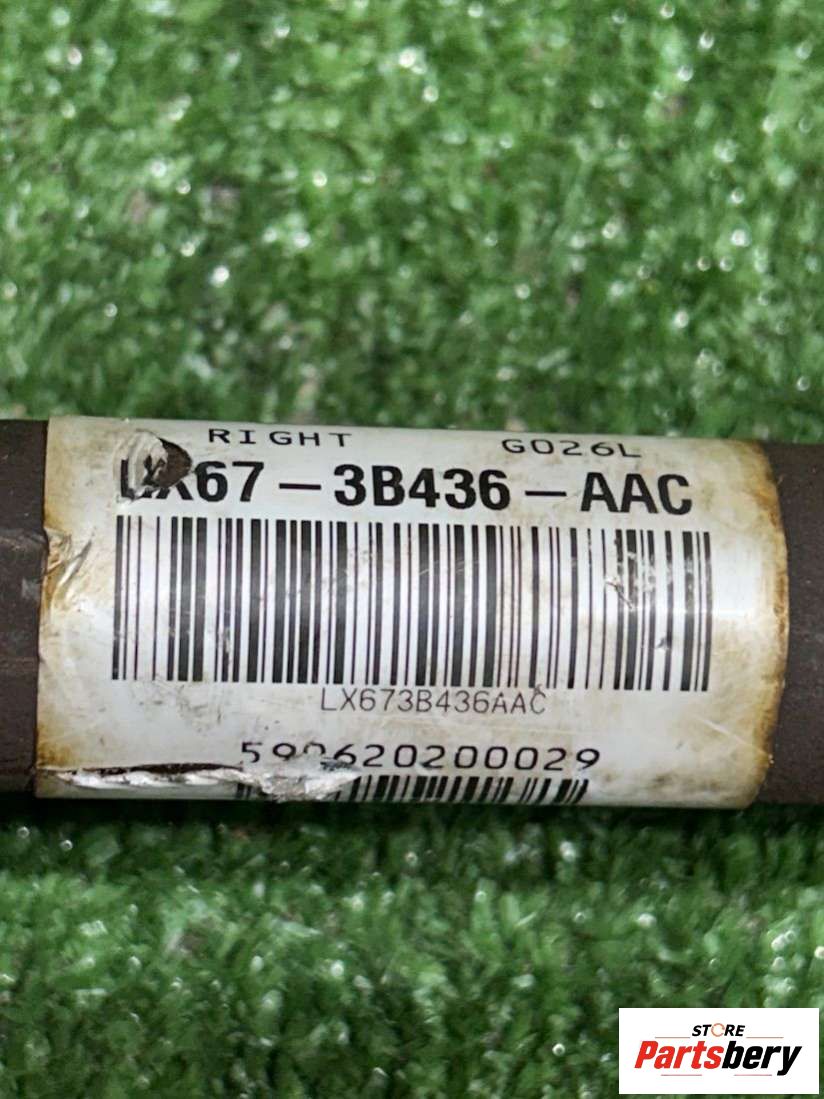 RIGHT G026L
LX67-3B436-AAC
LX673B436AAC
590620200029
STORE
Partsbery